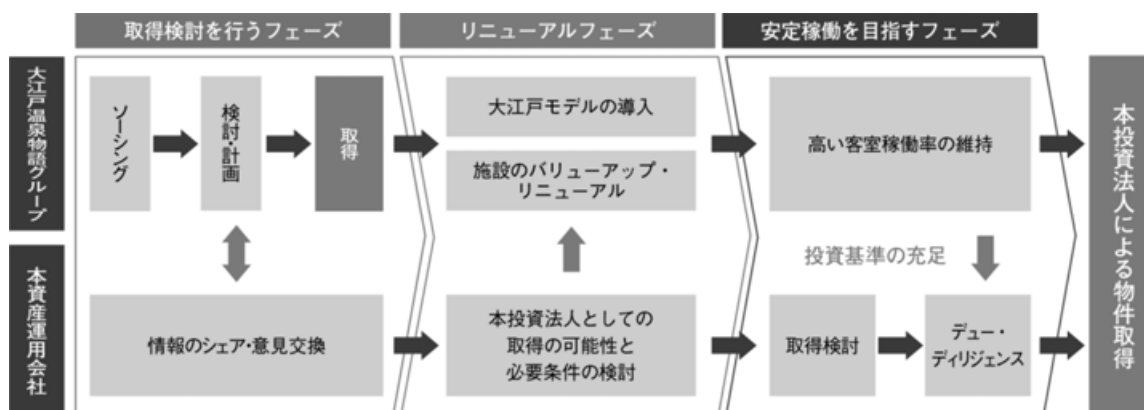 取得検討を行うフェーズ
リニューアルフェーズ
安定稼働を目指すフェーズ
大江戸温泉物語グループ
ソーシング
検討・計画
取得
大江戸モデルの導入
施設のバリューアップ・
リニューアル
高い客室稼働率の維持
投資基準の充足
本資産運用会社
情報のシェア・意見交換
本投資法人としての
取得の可能性と
必要条件の検討
取得検討
デュー・
ディリジェンス
本投資法人による物件取得